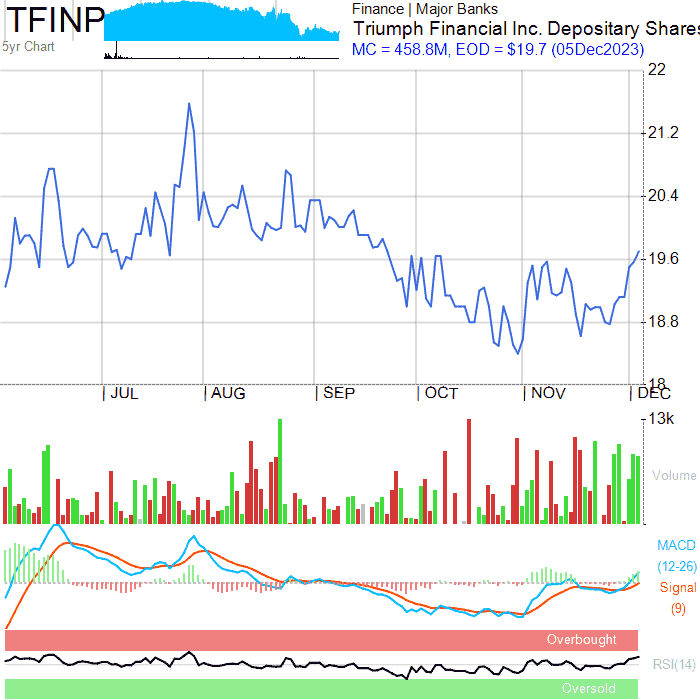 TFINP
5yr Chart
Finance | Major Banks
Triumph Financial Inc. Depositary Shares
MC = 458.8M, EOD = $19.7 (05Dec2023)
22
21.2
20.4
19.6
18.8
18
| JUL | AUG | SEP | OCT | NOV | DEC
13k
Volume
MACD
(12-26)
Signal
(9)
Overbought
RSI(14)
Oversold